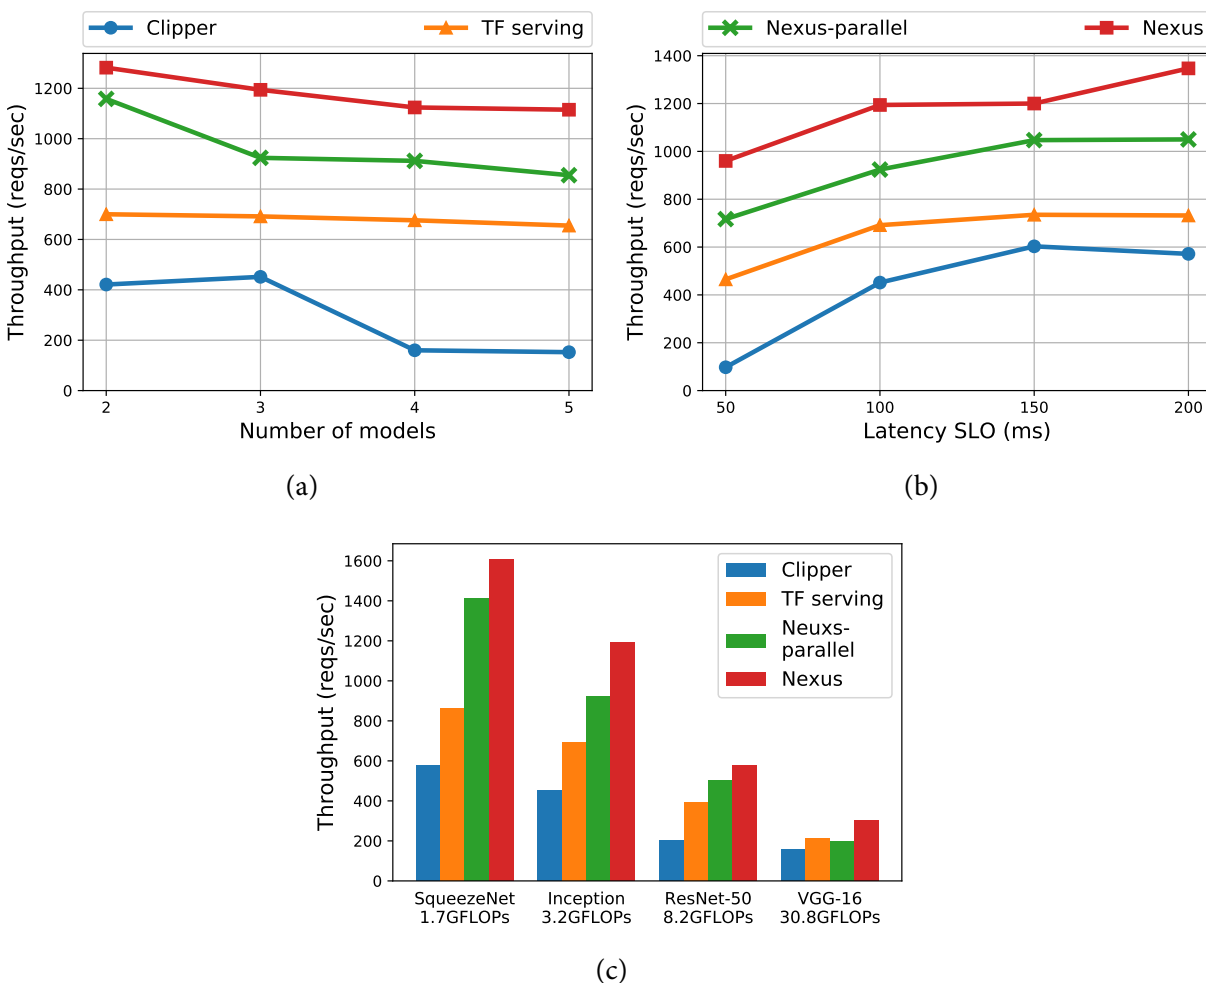 Clipper TF serving
Throughput (reqs/sec)
1200
1000
800
600
400
200
0
2 3 4 5
Number of models
(a)
Nexus-parallel Nexus
Throughput (reqs/sec)
1400
1200
1000
800
600
400
200
0
50 100 150 200
Latency SLO (ms)
(b)
Throughput (reqs/sec)
1600
1400
1200
1000
800
600
400
200
0
Clipper
TF serving
Neuxs-
parallel
Nexus
SqueezeNet Inception ResNet-50 VGG-16
1.7GFLOPs 3.2GFLOPs 8.2GFLOPs 30.8GFLOPs
(c)